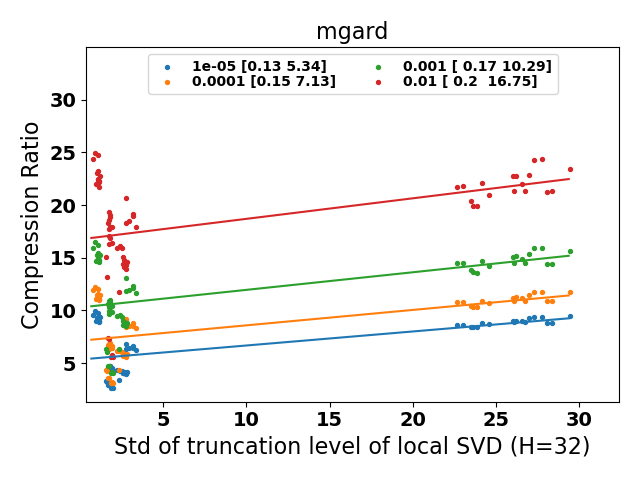 mgard
1e-05 [0.13 5.34]
0.0001 [0.15 7.13]
0.001 [ 0.17 10.29]
0.01 [ 0.2  16.75]
Compression Ratio
30
25
20
15
10
5
5 10 15 20 25 30
Std of truncation level of local SVD (H=32)